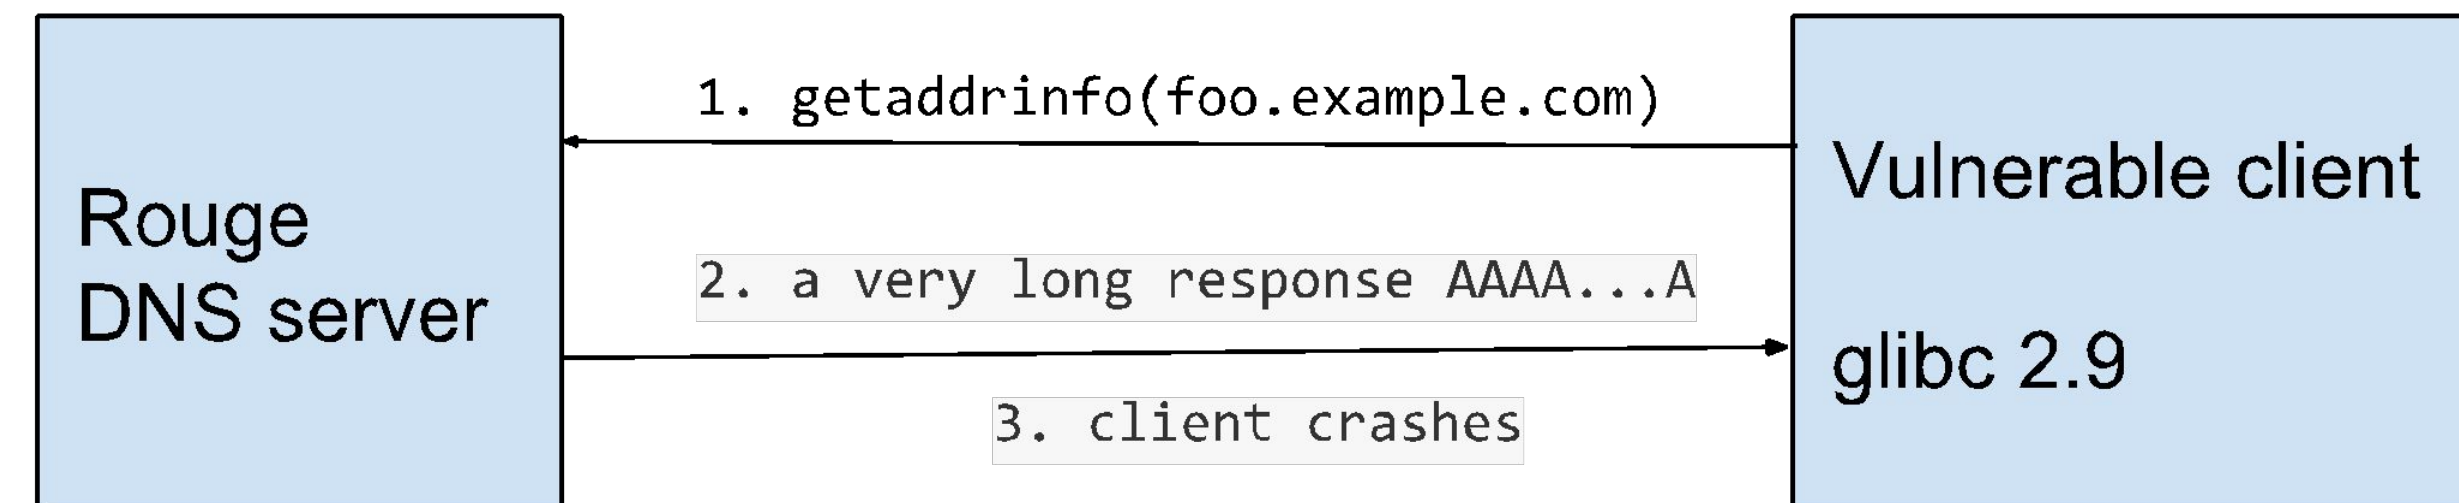 Rouge
DNS server
1. getaddrinfo(foo.example.com)
2. a very long response AAAA...A
3. client crashes
Vulnerable client
glibc 2.9